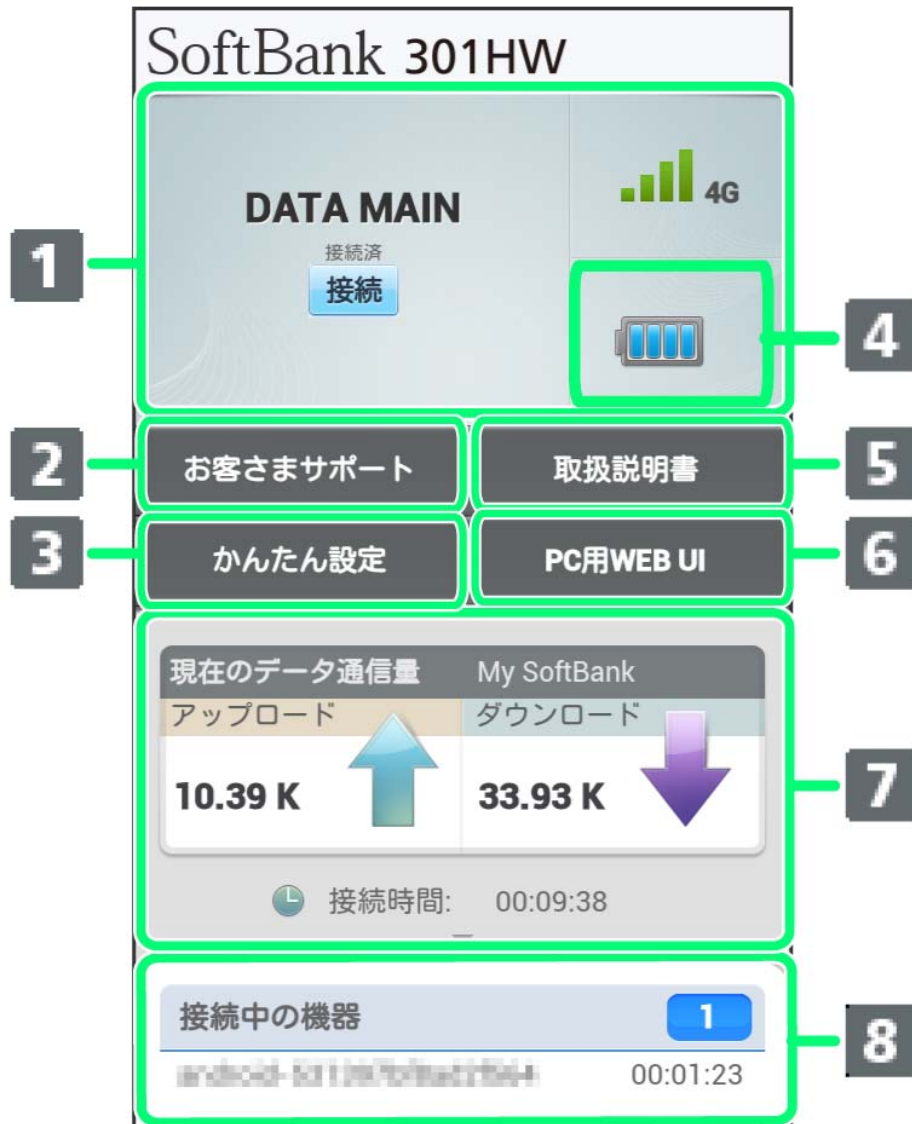 SoftBank 301HW
1
DATA MAIN
4G
接続済
接続
4
2
お客さまサポート
取扱説明書
5
3
かんたん設定
PC用WEB UI
6
現在のデータ通信量
My SoftBank
アップロード
ダウンロード
10.39 K
33.93 K
7
接続時間: 00:09:38
接続中の機器
1
8
00:01:23